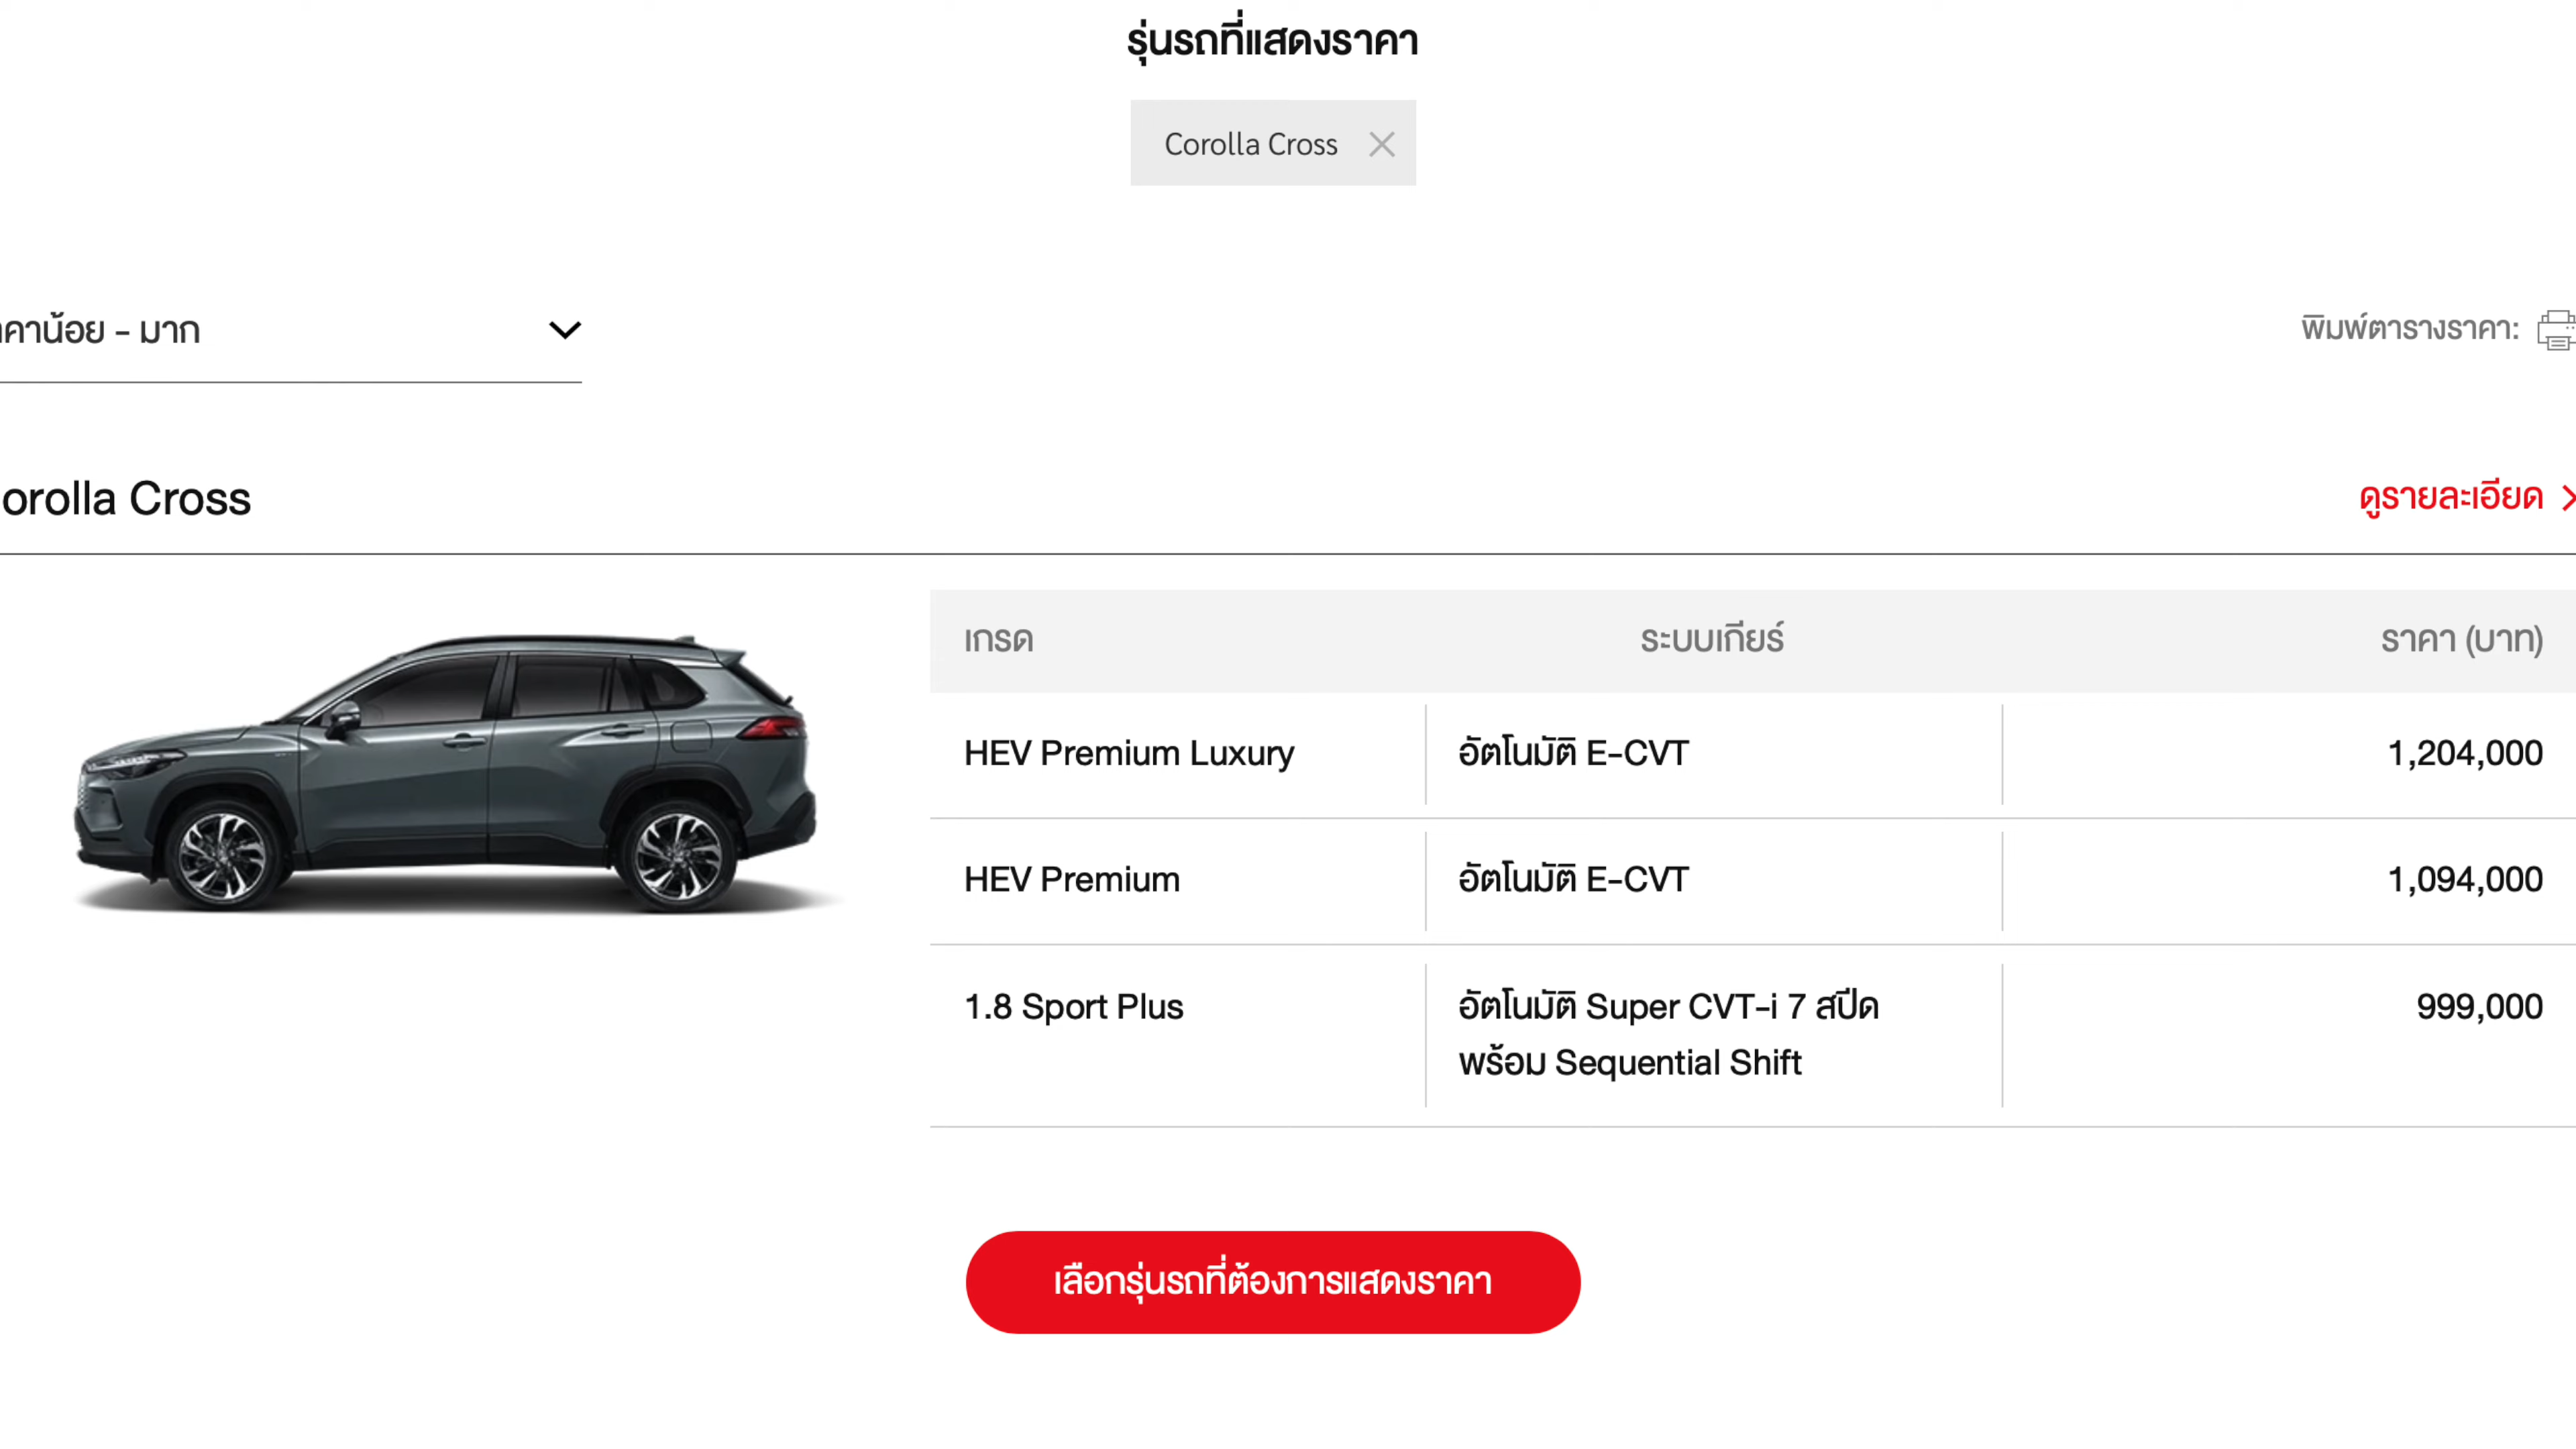 รุ่นรถที่แสดงราคา
Corolla Cross
คาน้อย - มาก
พิมพ์ตารางราคา:
orolla Cross
ดูรายละเอียด
เกรด ระบบเกียร์ ราคา (บาท)
HEV Premium Luxury อัตโนมัติ E-CVT 1,204,000
HEV Premium อัตโนมัติ E-CVT 1,094,000
1.8 Sport Plus อัตโนมัติ Super CVT-i 7 สปีด 999,000
พร้อม Sequential Shift
เลือกรุ่นรถที่ต้องการแสดงราคา